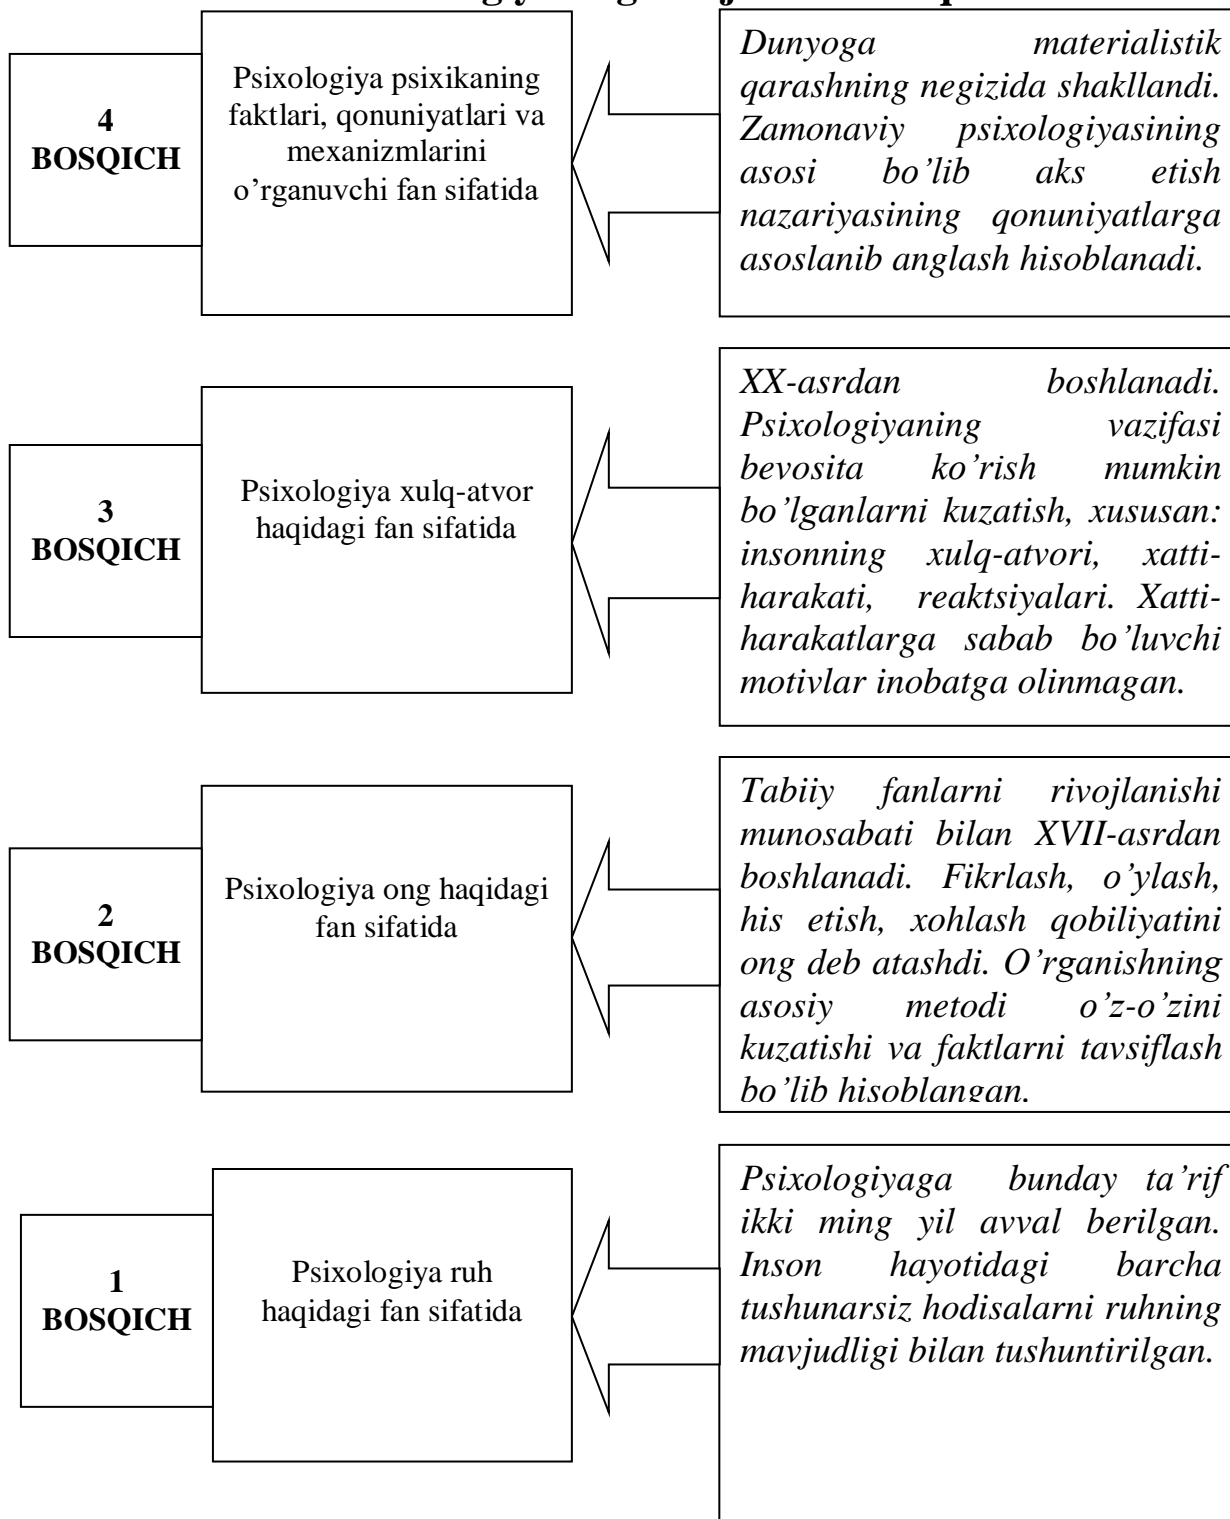 4
BOSQICH
Psixologiya psixikaning
faktlari, qonuniyatlari va
mexanizmlarini
o’rganuvchi fan sifatida
Dunyoga materialistik
qarashning negizida shakllandi.
Zamonaviy psixologiyasining
asosi bo’lib aks etish
nazariyasining qonuniyatlarga
asoslanib anglash hisoblanadi.
3
BOSQICH
Psixologiya xulq-atvor
haqidagi fan sifatida
XX-asrdan boshlanadi.
Psixologiyaning vazifasi
bevosita ko’rish mumkin
bo’lganlarni kuzatish, xususan:
insonning xulq-atvori, xatti-
harakati, reaktsiyalari. Xatti-
harakatlarga sabab bo’luvchi
motivlar inobatga olinmagan.
2
BOSQICH
Psixologiya ong haqidagi
fan sifatida
Tabiiy fanlarni rivojlanishi
munosabati bilan XVII-asrdan
boshlanadi. Fikrlash, o’ylash,
his etish, xohlash qobiliyatini
ong deb atashdi. O’rganishning
asosiy metodi o’z-o’zini
kuzatishi va faktlarni tavsiflash
bo’lib hisoblangan.
1
BOSQICH
Psixologiya ruh
haqidagi fan sifatida
Psixologiyaga bunday ta’rif
ikki ming yil avval berilgan.
Inson hayotidagi barcha
tushunarsiz hodisalarni ruhning
mavjudligi bilan tushuntirilgan.